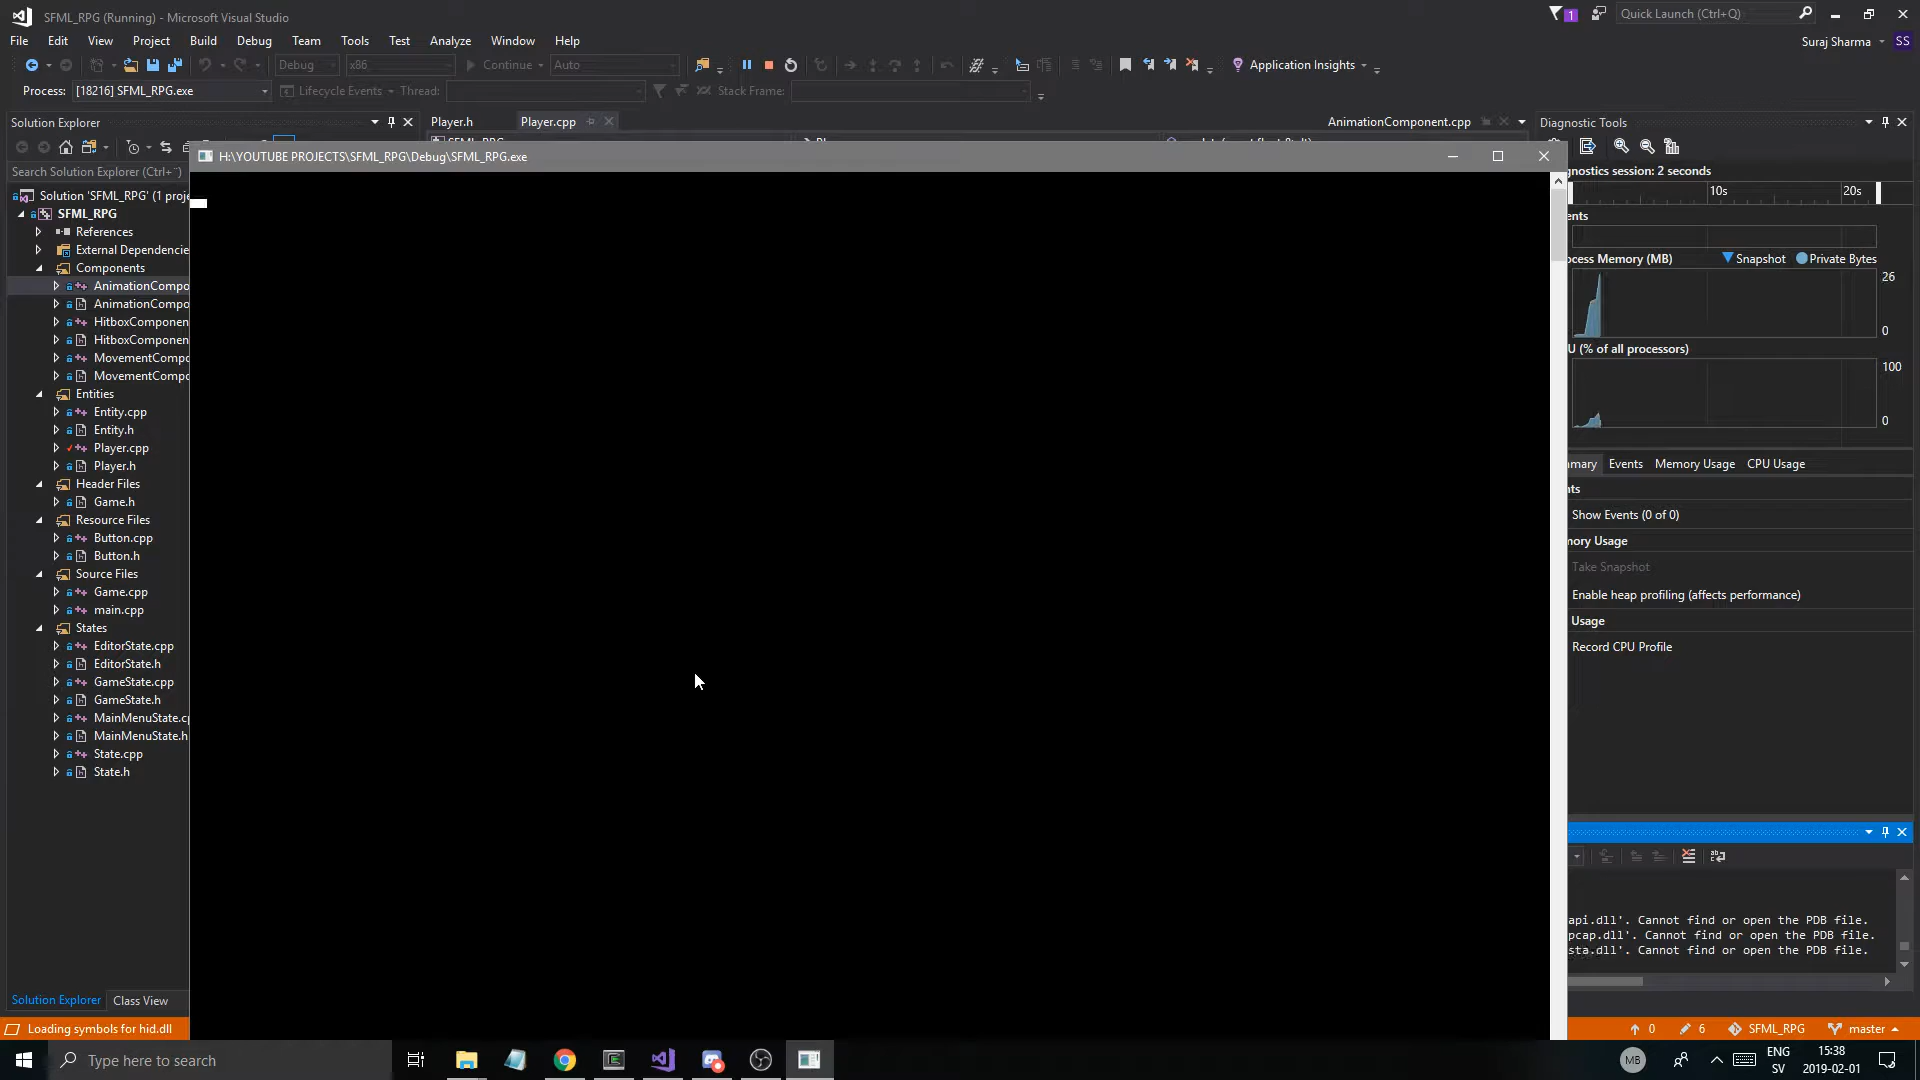 SFML_RPG (Running) - Microsoft Visual Studio
1
Quick Launch (Ctrl+Q)
File Edit View Project Build Debug Team Tools Test Analyze Window Help
Suraj Sharma SS
Debug x86 Continue Auto Application Insights
Process: [18216] SFML_RPG.exe Lifecycle Events Thread: Stack Frame:
Solution Explorer
Player.h Player.cpp AnimationComponent.cpp
Diagnostic Tools
H:\YOUTUBE PROJECTS\SFML_RPG\Debug\SFML_RPG.exe
Search Solution Explorer (Ctrl+¨)
Solution 'SFML_RPG' (1 proje
SFML_RPG
References
External Dependencie
Components
AnimationCompo
AnimationCompo
HitboxComponen
HitboxComponen
MovementCompo
MovementCompo
Entities
Entity.cpp
Entity.h
Player.cpp
Player.h
Header Files
Game.h
Resource Files
Button.cpp
Button.h
Source Files
Game.cpp
main.cpp
States
EditorState.cpp
EditorState.h
GameState.cpp
GameState.h
MainMenuState.cp
MainMenuState.h
State.cpp
State.h
gnostics session: 2 seconds
10s 20s
ents
ocess Memory (MB) Snapshot Private Bytes
26
0
U (% of all processors)
100
0
mmary Events Memory Usage CPU Usage
nts
Show Events (0 of 0)
mory Usage
Take Snapshot
Enable heap profiling (affects performance)
Usage
Record CPU Profile
api.dll'. Cannot find or open the PDB file.
pcap.dll'. Cannot find or open the PDB file.
sta.dll'. Cannot find or open the PDB file.
Solution Explorer Class View
Loading symbols for hid.dll
0 6 SFML_RPG master
Type here to search
MB
ENG
SV
15:38
2019-02-01